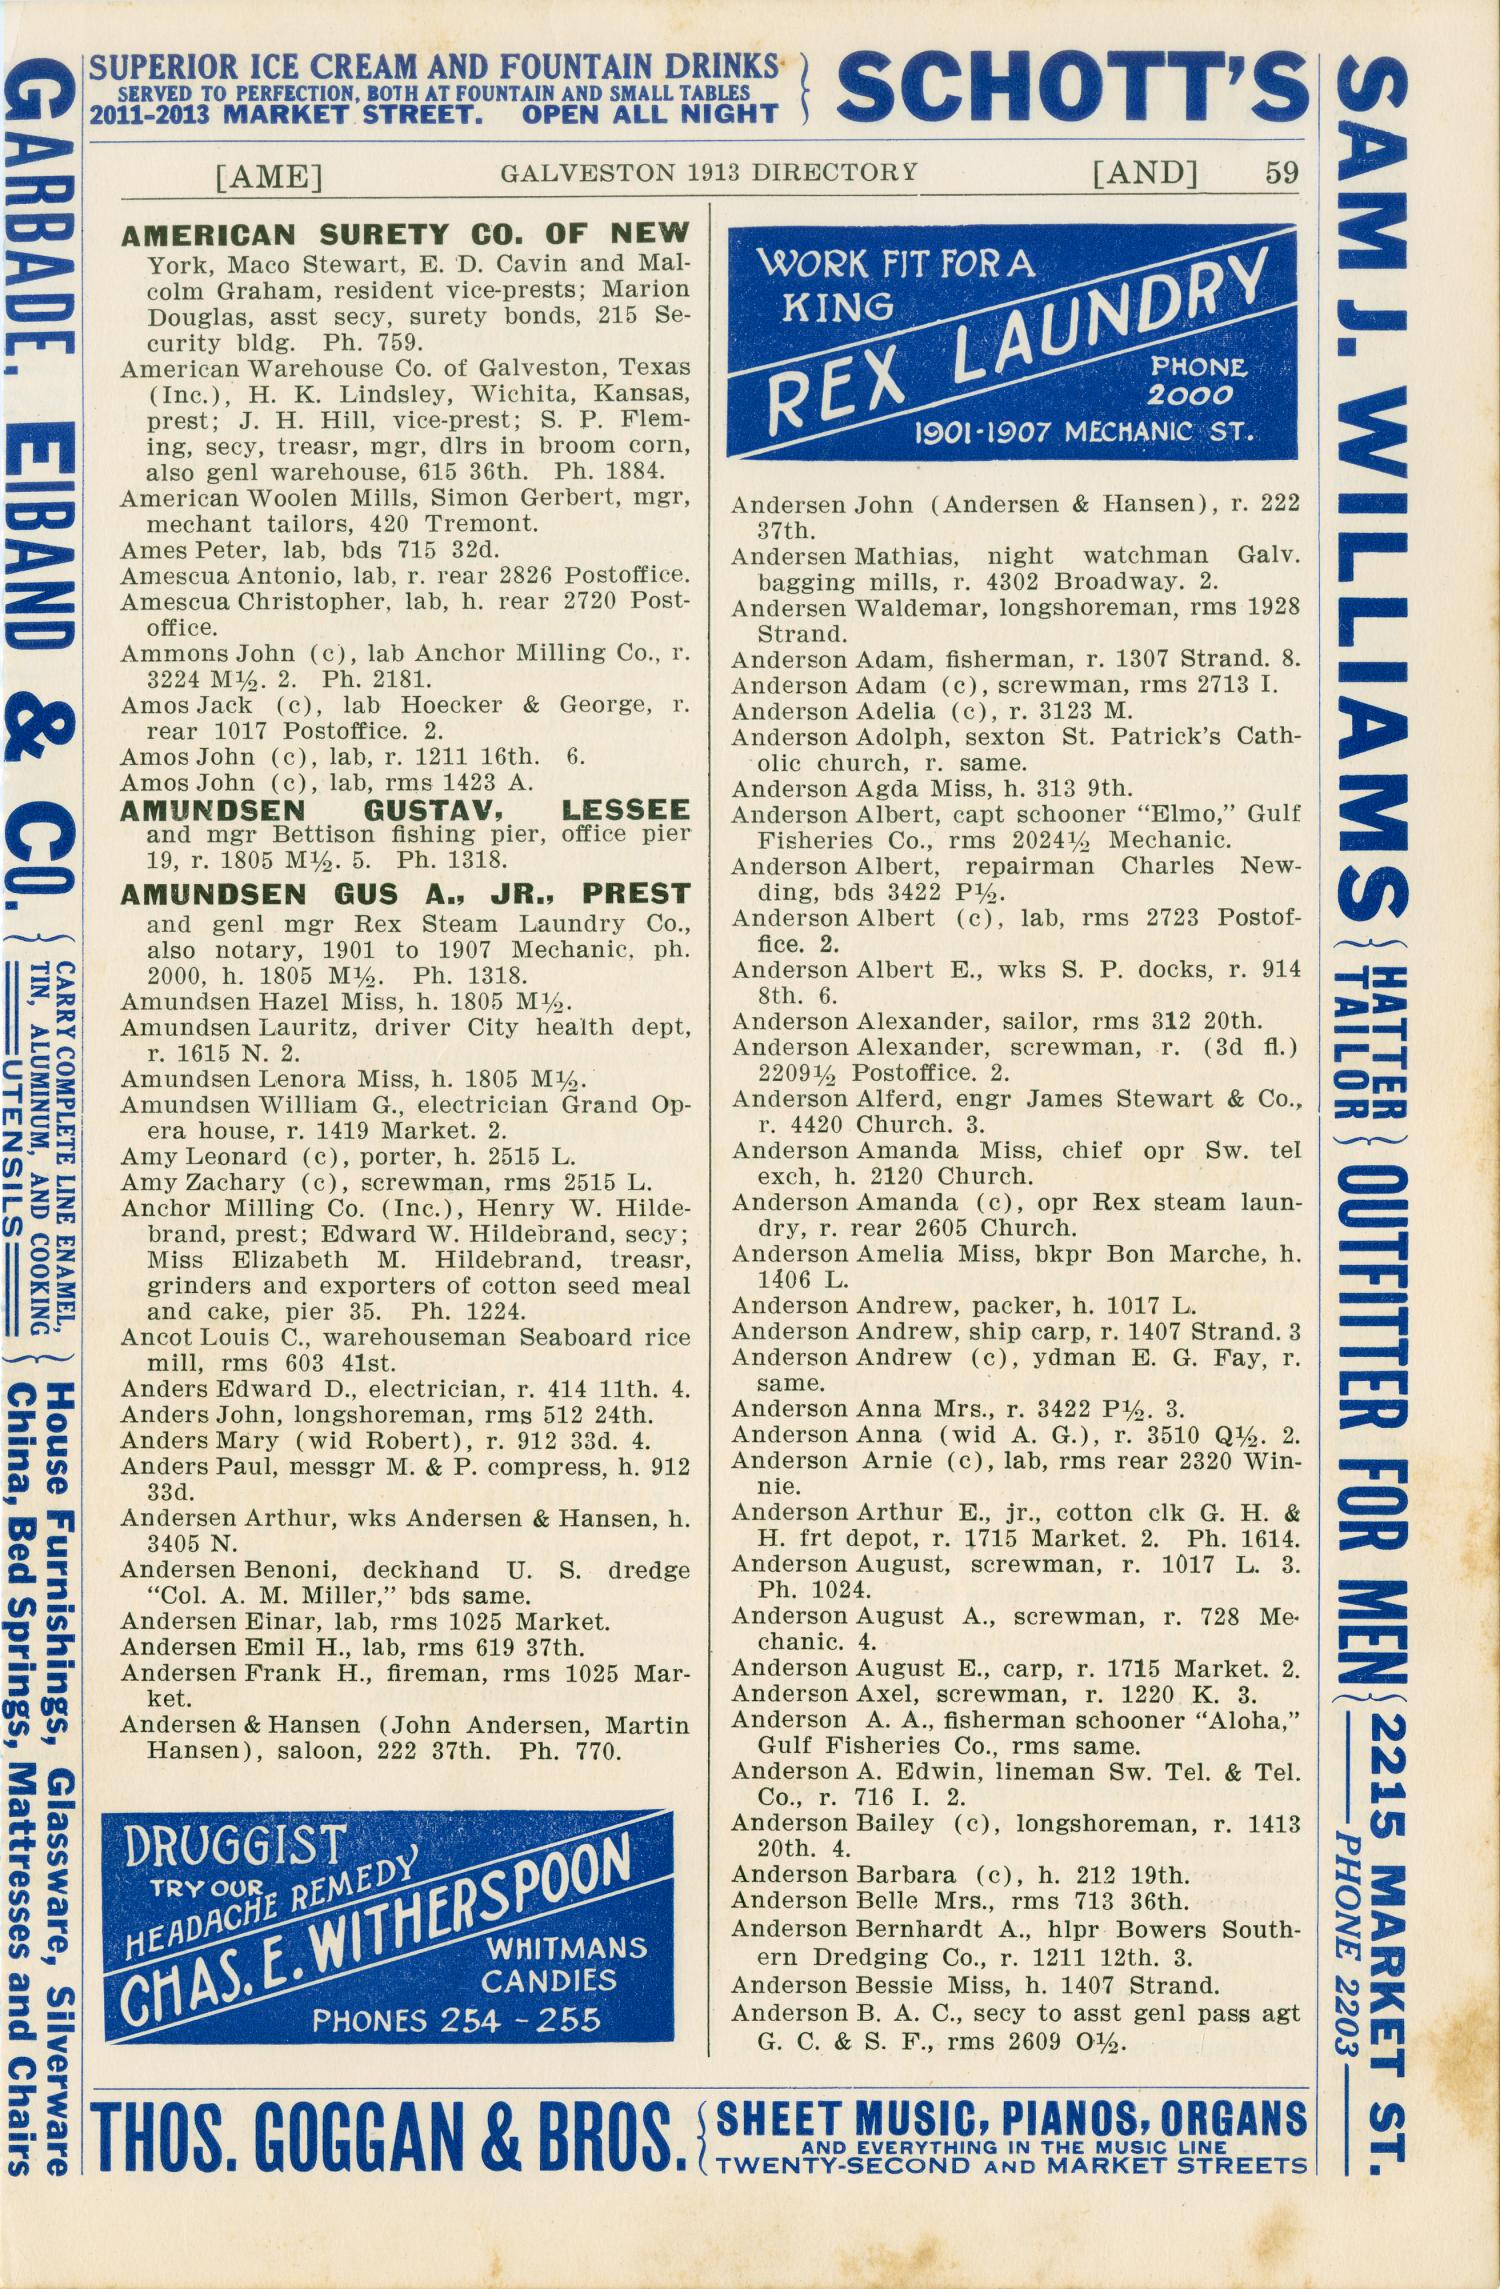 SUPERIOR ICE CREAM AND FOUNTAIN DRINKS
SERVED TO PERFECTION, BOTH AT FOUNTAIN AND SMALL TABLES
2011-2013 MARKET STREET. OPEN ALL NIGHT
SCHOTT'S
[AME] GALVESTON 1913 DIRECTORY [AND] 59
AMERICAN SURETY CO. OF NEW
York, Maco Stewart, E. D. Cavin and Mal-
colm Graham, resident vice-prests; Marion
Douglas, asst secy, surety bonds, 215 Se-
curity bldg. Ph. 759.
American Warehouse Co. of Galveston, Texas
(Inc.), H. K. Lindsley, Wichita, Kansas,
prest; J. H. Hill, vice-prest; S. P. Flem-
ing, secy, treasr, mgr, dlrs in broom corn,
also genl warehouse, 615 36th. Ph. 1884.
American Woolen Mills, Simon Gerbert, mgr,
mechant tailors, 420 Tremont.
Ames Peter, lab, bds 715 32d.
Amescua Antonio, lab, r. rear 2826 Postoffice.
Amescua Christopher, lab, h. rear 2720 Post-
office.
Ammons John (c), lab Anchor Milling Co., r.
3224 M½. 2. Ph. 2181.
Amos Jack (c), lab Hoecker & George, r.
rear 1017 Postoffice. 2.
Amos John (c), lab, r. 1211 16th. 6.
Amos John (c), lab, rms 1423 A.
AMUNDSEN GUSTAV, LESSEE
and mgr Bettison fishing pier, office pier
19, r. 1805 M½. 5. Ph. 1318.
AMUNDSEN GUS A., JR., PREST
and genl mgr Rex Steam Laundry Co.,
also notary, 1901 to 1907 Mechanic, ph.
2000, h. 1805 M½. Ph. 1318.
Amundsen Hazel Miss, h. 1805 M½.
Amundsen Lauritz, driver City health dept,
r. 1615 N. 2.
Amundsen Lenora Miss, h. 1805 M½.
Amundsen William G., electrician Grand Op-
era house, r. 1419 Market. 2.
Amy Leonard (c), porter, h. 2515 L.
Amy Zachary (c), screwman, rms 2515 L.
Anchor Milling Co. (Inc.), Henry W. Hilde-
brand, prest; Edward W. Hildebrand, secy;
Miss Elizabeth M. Hildebrand, treasr,
grinders and exporters of cotton seed meal
and cake, pier 35. Ph. 1224.
Ancot Louis C., warehouseman Seaboard rice
mill, rms 603 41st.
Anders Edward D., electrician, r. 414 11th. 4.
Anders John, longshoreman, rms 512 24th.
Anders Mary (wid Robert), r. 912 33d. 4.
Anders Paul, messgr M. & P. compress, h. 912
33d.
Andersen Arthur, wks Andersen & Hansen, h.
3405 N.
Andersen Benoni, deckhand U. S. dredge
"Col. A. M. Miller," bds same.
Andersen Einar, lab, rms 1025 Market.
Andersen Emil H., lab, rms 619 37th.
Andersen Frank H., fireman, rms 1025 Mar-
ket.
Andersen & Hansen (John Andersen, Martin
Hansen), saloon, 222 37th. Ph. 770.
DRUGGIST
TRY OUR
HEADACHE REMEDY
CHAS. E. WITHERSPOON
WHITMANS
CANDIES
PHONES 254 - 255
WORK FIT FOR A
KING
REX LAUNDRY
PHONE
2000
1901-1907 MECHANIC ST.
Andersen John (Andersen & Hansen), r. 222
37th.
Andersen Mathias, night watchman Galv.
bagging mills, r. 4302 Broadway. 2.
Andersen Waldemar, longshoreman, rms 1928
Strand.
Anderson Adam, fisherman, r. 1307 Strand. 8.
Anderson Adam (c), screwman, rms 2713 I.
Anderson Adelia (c), r. 3123 M.
Anderson Adolph, sexton St. Patrick's Cath-
olic church, r. same.
Anderson Agda Miss, h. 313 9th.
Anderson Albert, capt schooner "Elmo," Gulf
Fisheries Co., rms 2024½ Mechanic.
Anderson Albert, repairman Charles New-
ding, bds 3422 P½.
Anderson Albert (c), lab, rms 2723 Postof-
fice. 2.
Anderson Albert E., wks S. P. docks, r. 914
8th. 6.
Anderson Alexander, sailor, rms 312 20th.
Anderson Alexander, screwman, r. (3d fl.)
2209½ Postoffice. 2.
Anderson Alferd, engr James Stewart & Co.,
r. 4420 Church. 3.
Anderson Amanda Miss, chief opr Sw. tel
exch, h. 2120 Church.
Anderson Amanda (c), opr Rex steam laun-
dry, r. rear 2605 Church.
Anderson Amelia Miss, bkpr Bon Marche, h.
1406 L.
Anderson Andrew, packer, h. 1017 L.
Anderson Andrew, ship carp, r. 1407 Strand. 3
Anderson Andrew (c), ydman E. G. Fay, r.
same.
Anderson Anna Mrs., r. 3422 P½. 3.
Anderson Anna (wid A. G.), r. 3510 Q½. 2.
Anderson Arnie (c), lab, rms rear 2320 Win-
nie.
Anderson Arthur E., jr., cotton clk G. H. &
H. frt depot, r. 1715 Market. 2. Ph. 1614.
Anderson August, screwman, r. 1017 L. 3.
Ph. 1024.
Anderson August A., screwman, r. 728 Me-
chanic. 4.
Anderson August E., carp, r. 1715 Market. 2.
Anderson Axel, screwman, r. 1220 K. 3.
Anderson A. A., fisherman schooner "Aloha,"
Gulf Fisheries Co., rms same.
Anderson A. Edwin, lineman Sw. Tel. & Tel.
Co., r. 716 I. 2.
Anderson Bailey (c), longshoreman, r. 1413
20th. 4.
Anderson Barbara (c), h. 212 19th.
Anderson Belle Mrs., rms 713 36th.
Anderson Bernhardt A., hlpr Bowers South-
ern Dredging Co., r. 1211 12th. 3.
Anderson Bessie Miss, h. 1407 Strand.
Anderson B. A. C., secy to asst genl pass agt
G. C. & S. F., rms 2609 O½.
THOS. GOGGAN & BROS.
SHEET MUSIC, PIANOS, ORGANS
AND EVERYTHING IN THE MUSIC LINE
TWENTY-SECOND AND MARKET STREETS
GARBADE, EIBAND & CO.
CARRY COMPLETE LINE ENAMEL,
TIN, ALUMINUM, AND COOKING
UTENSILS
House Furnishings, Glassware, Silverware
China, Bed Springs, Mattresses and Chairs
SAM J. WILLIAMS
HATTER
TAILOR
OUTFITTER FOR MEN
2215 MARKET ST.
PHONE 2203